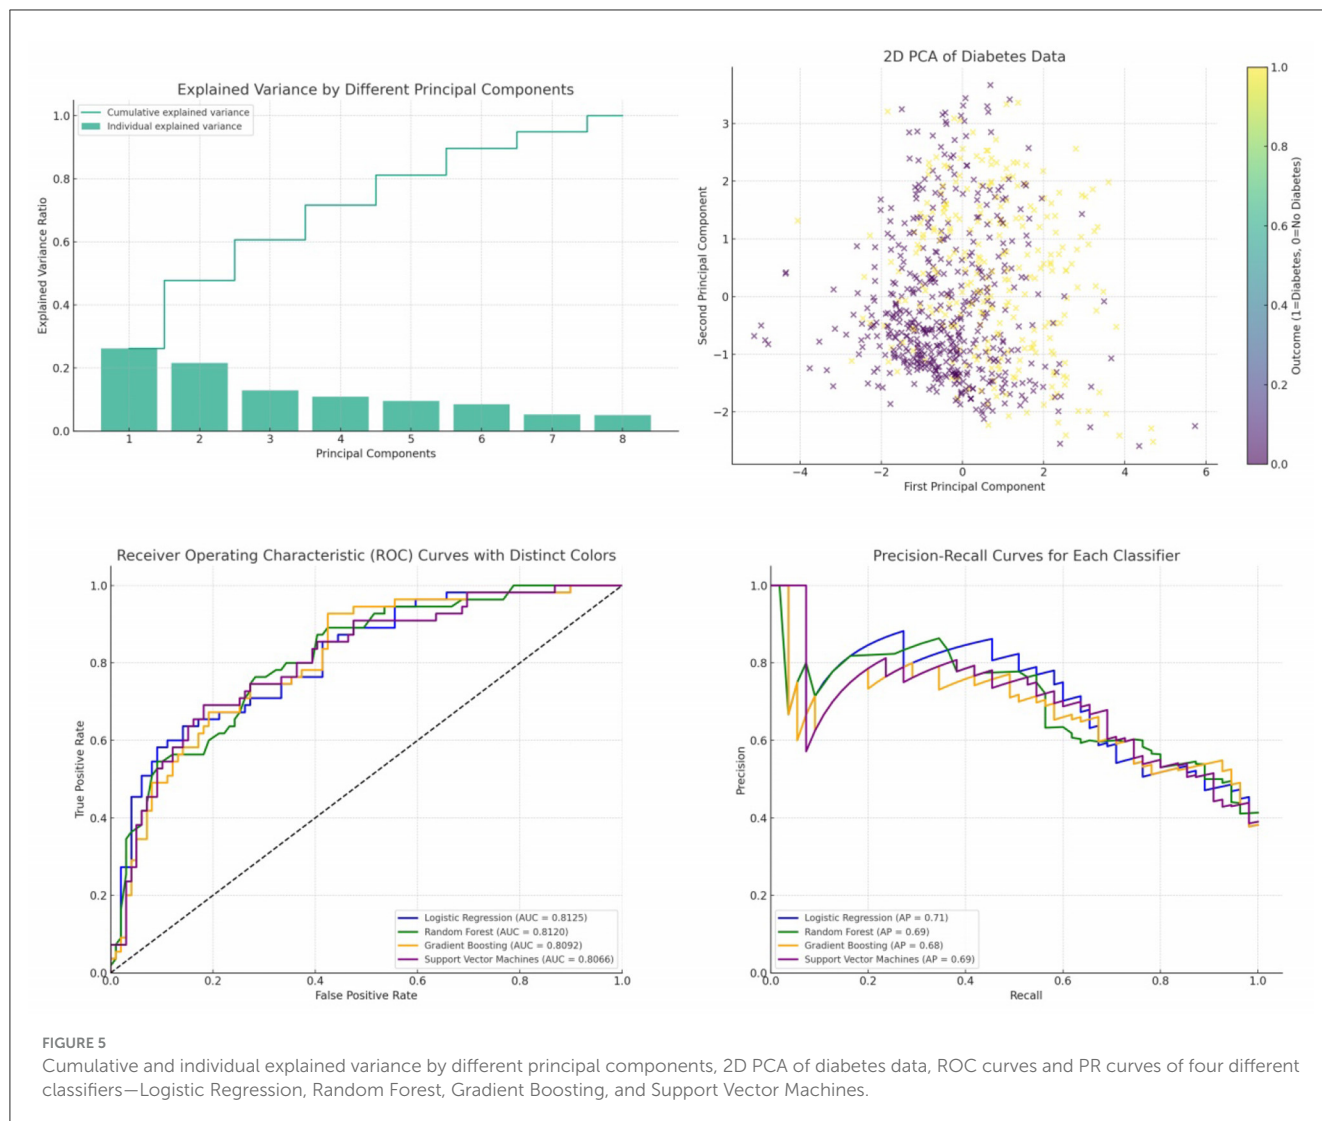 Explained Variance by Different Principal Components
Cumulative explained variance
Individual explained variance
Explained Variance Ratio
1.0
0.8
0.6
0.4
0.2
0.0
1 2 3 4 5 6 7 8
Principal Components
2D PCA of Diabetes Data
Second Principal Component
3
2
1
0
−1
−2
−4 −2 0 2 4 6
First Principal Component
1.0
0.8
0.6
0.4
0.2
0.0
Outcome (1=Diabetes, 0=No Diabetes)
Receiver Operating Characteristic (ROC) Curves with Distinct Colors
True Positive Rate
1.0
0.8
0.6
0.4
0.2
0.0
Logistic Regression (AUC = 0.8125)
Random Forest (AUC = 0.8120)
Gradient Boosting (AUC = 0.8092)
Support Vector Machines (AUC = 0.8066)
0.0 0.2 0.4 0.6 0.8 1.0
False Positive Rate
Precision-Recall Curves for Each Classifier
Precision
1.0
0.8
0.6
0.4
0.2
0.0
Logistic Regression (AP = 0.71)
Random Forest (AP = 0.69)
Gradient Boosting (AP = 0.68)
Support Vector Machines (AP = 0.69)
0.0 0.2 0.4 0.6 0.8 1.0
Recall
FIGURE 5
Cumulative and individual explained variance by different principal components, 2D PCA of diabetes data, ROC curves and PR curves of four different
classifiers—Logistic Regression, Random Forest, Gradient Boosting, and Support Vector Machines.